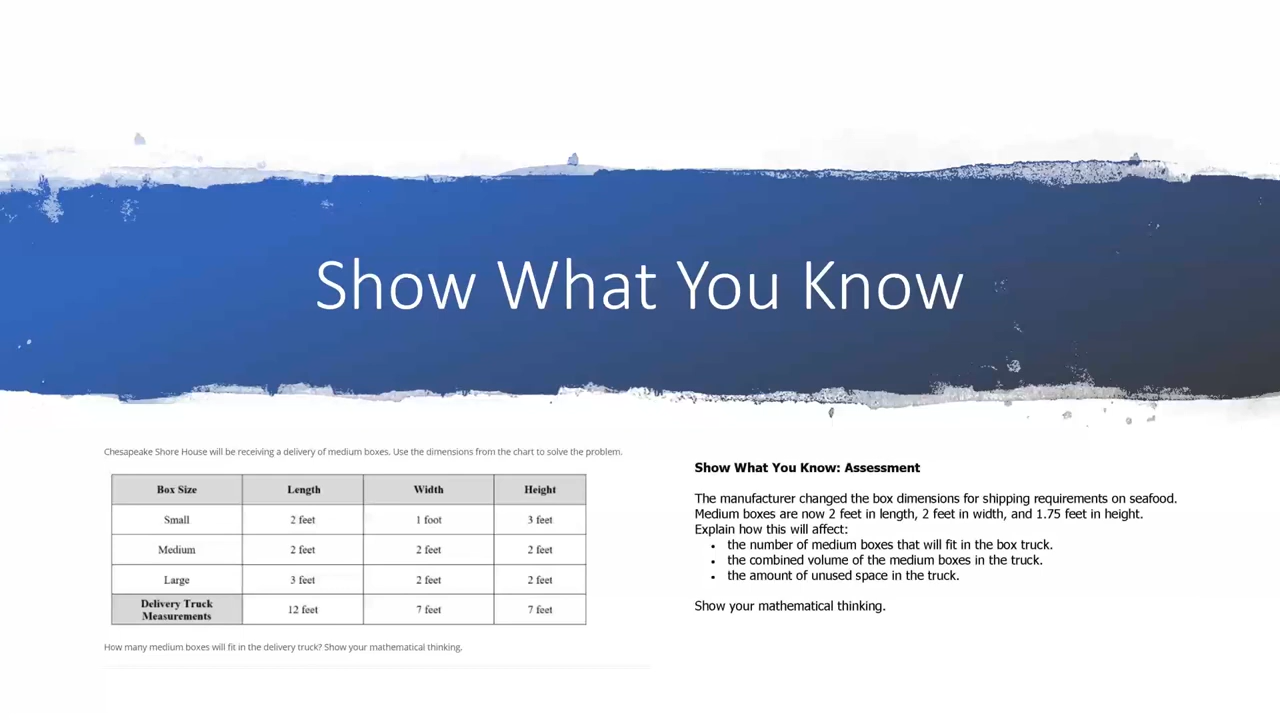 Show What You Know
Chesapeake Shore House will be receiving a delivery of medium boxes. Use the dimensions from the chart to solve the problem.
Box Size Length Width Height
Small 2 feet 1 foot 3 feet
Medium 2 feet 2 feet 2 feet
Large 3 feet 2 feet 2 feet
Delivery Truck
Measurements 12 feet 7 feet 7 feet
How many medium boxes will fit in the delivery truck? Show your mathematical thinking.
Show What You Know: Assessment
The manufacturer changed the box dimensions for shipping requirements on seafood.
Medium boxes are now 2 feet in length, 2 feet in width, and 1.75 feet in height.
Explain how this will affect:
• the number of medium boxes that will fit in the box truck.
• the combined volume of the medium boxes in the truck.
• the amount of unused space in the truck.
Show your mathematical thinking.